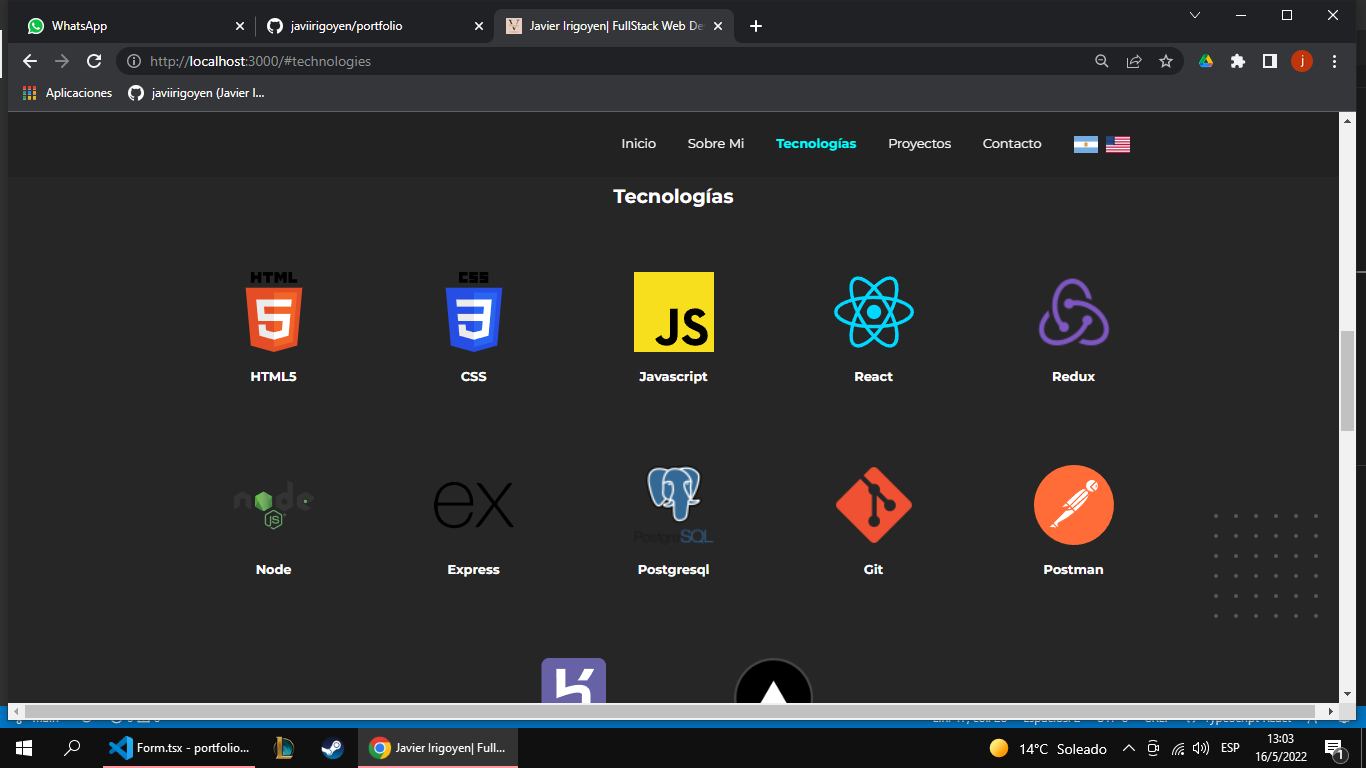 WhatsApp
javiirigoyen/portfolio
Javier Irigoyen| FullStack Web De
http://localhost:3000/#technologies
j
Aplicaciones
javiirigoyen (Javier I...
Inicio
Sobre Mi
Tecnologías
Proyectos
Contacto
Tecnologías
HTML
CSS
JS
HTML5
CSS
Javascript
React
Redux
node
JS
ex
PostgreSQL
Node
Express
Postgresql
Git
Postman
Form.tsx - portfolio...
Javier Irigoyen| Full...
14°C Soleado
ESP
13:03
16/5/2022
1